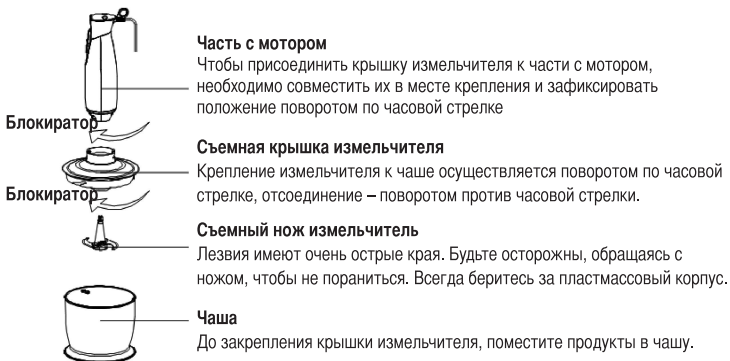 Часть с мотором
Чтобы присоединить крышку измельчителя к части с мотором,
необходимо совместить их в месте крепления и зафиксировать
положение поворотом по часовой стрелке
Блокиратор
Съемная крышка измельчителя
Крепление измельчителя к чаше осуществляется поворотом по часовой
стрелке, отсоединение – поворотом против часовой стрелки.
Блокиратор
Съемный нож измельчитель
Лезвия имеют очень острые края. Будьте осторожны, обращаясь с
ножом, чтобы не пораниться. Всегда беритесь за пластмассовый корпус.
Чаша
До закрепления крышки измельчителя, поместите продукты в чашу.